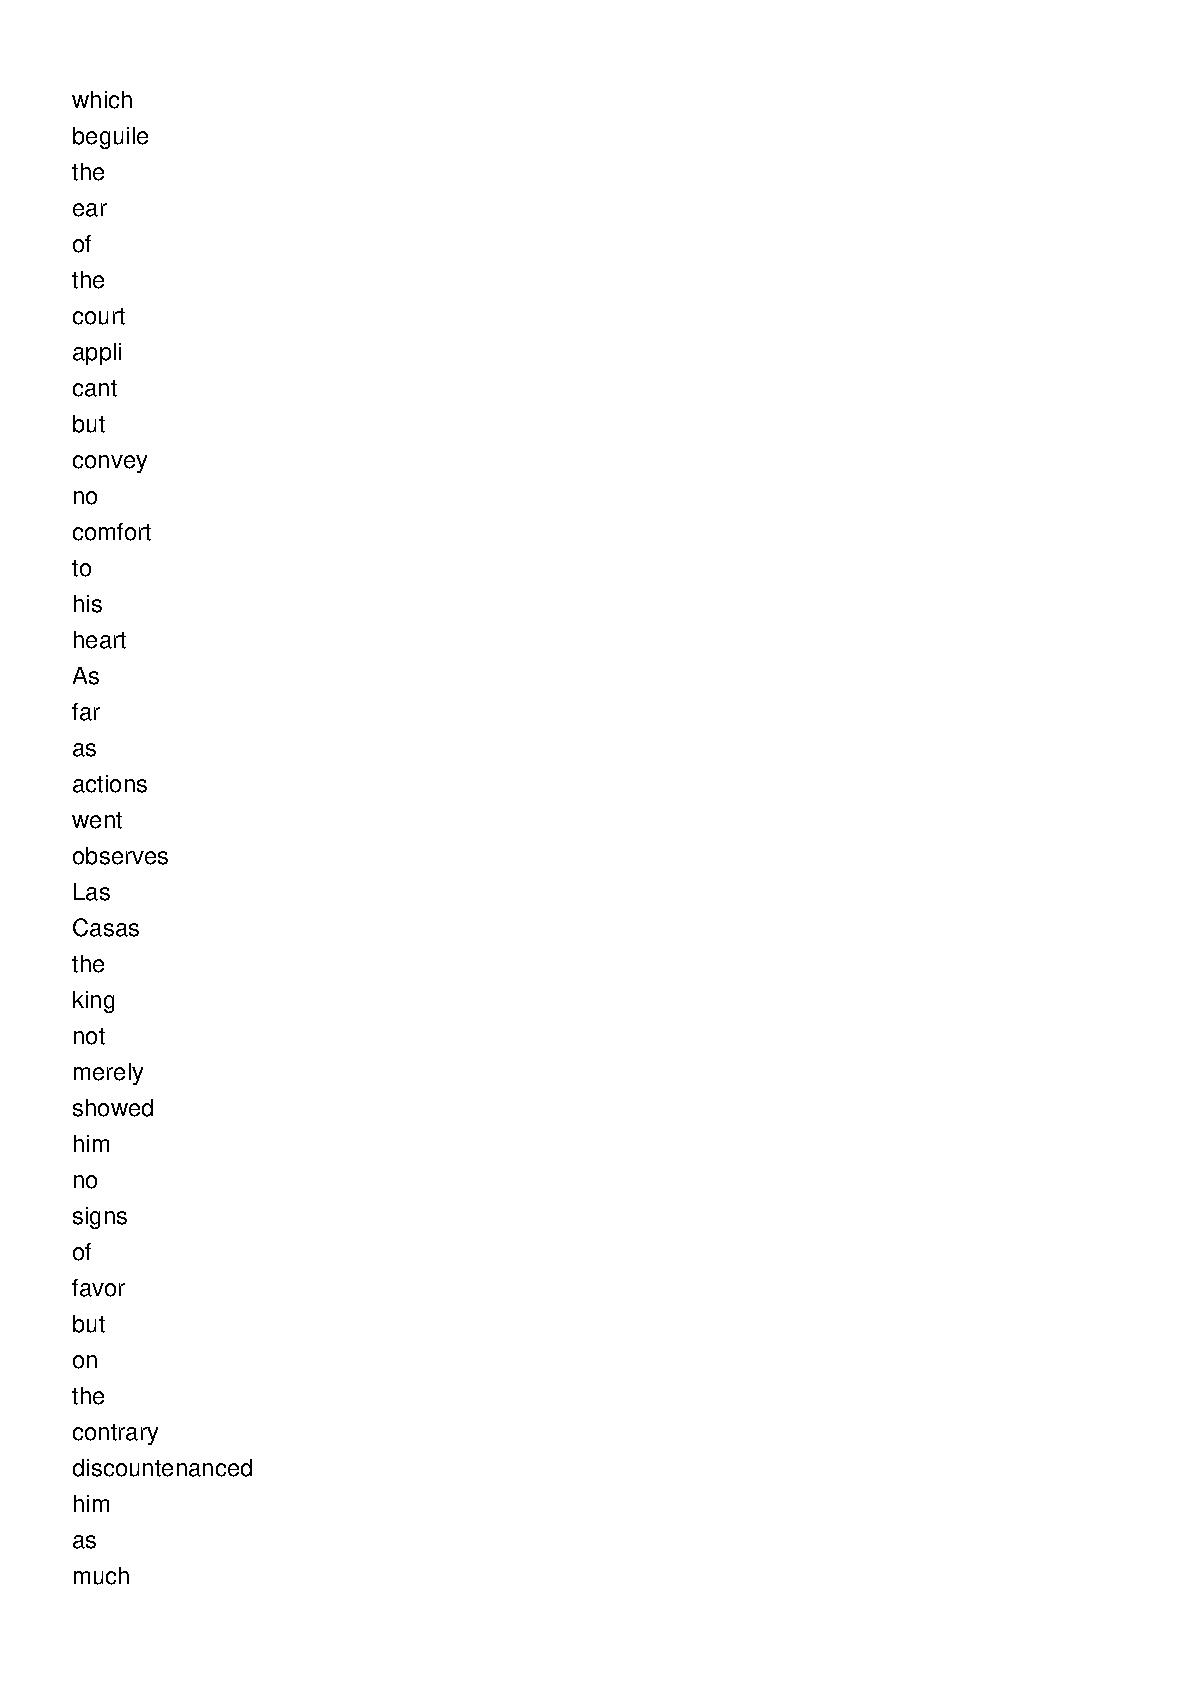 which
beguile
the
ear
of
the
court
appli
cant
but
convey
no
comfort
to
his
heart
As
far
as
actions
went
observes
Las
Casas
the
king
not
merely
showed
him
no
signs
of
favor
but
on
the
contrary
discountenanced
him
as
much